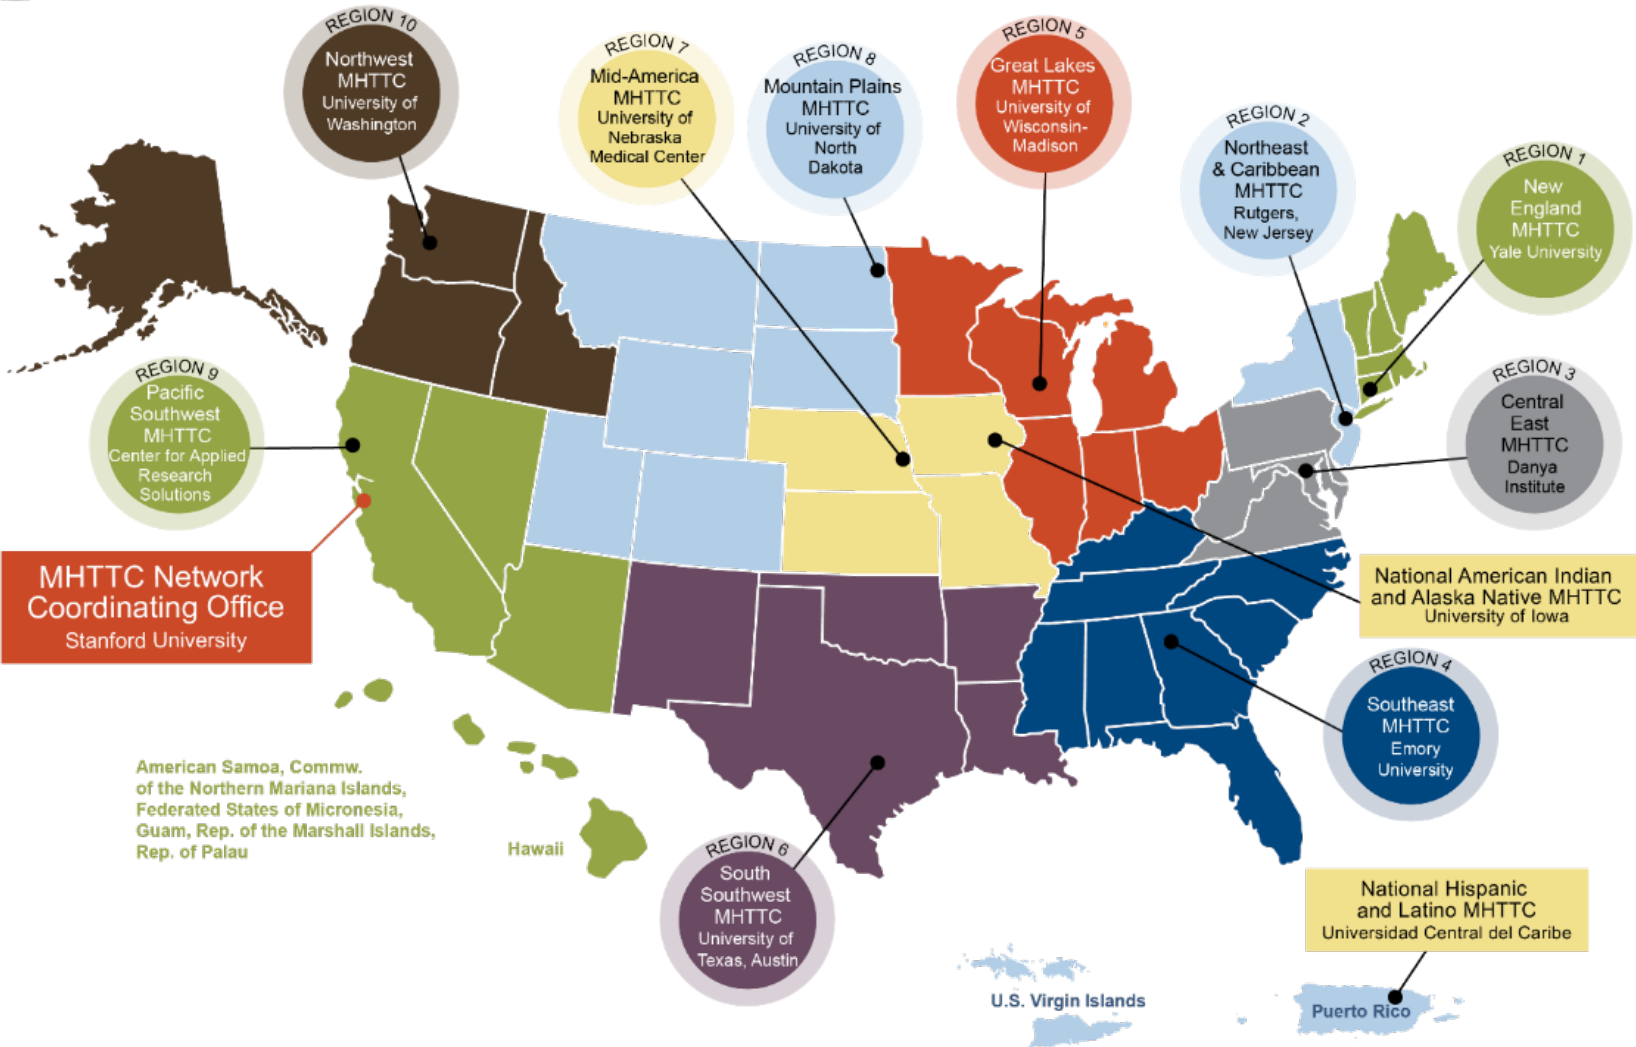 REGION 10
Northwest
MHTTC
University of
Washington
REGION 7
Mid-America
MHTTC
University of
Nebraska
Medical Center
REGION 8
Mountain Plains
MHTTC
University of
North
Dakota
REGION 5
Great Lakes
MHTTC
University of
Wisconsin-
Madison
REGION 2
Northeast
& Caribbean
MHTTC
Rutgers,
New Jersey
REGION 1
New
England
MHTTC
Yale University
REGION 9
Pacific
Southwest
MHTTC
Center for Applied
Research
Solutions
REGION 3
Central
East
MHTTC
Danya
Institute
MHTTC Network
Coordinating Office
Stanford University
National American Indian
and Alaska Native MHTTC
University of Iowa
REGION 4
Southeast
MHTTC
Emory
University
American Samoa, Commw.
of the Northern Mariana Islands,
Federated States of Micronesia,
Guam, Rep. of the Marshall Islands,
Rep. of Palau
Hawaii
REGION 6
South
Southwest
MHTTC
University of
Texas, Austin
National Hispanic
and Latino MHTTC
Universidad Central del Caribe
U.S. Virgin Islands
Puerto Rico